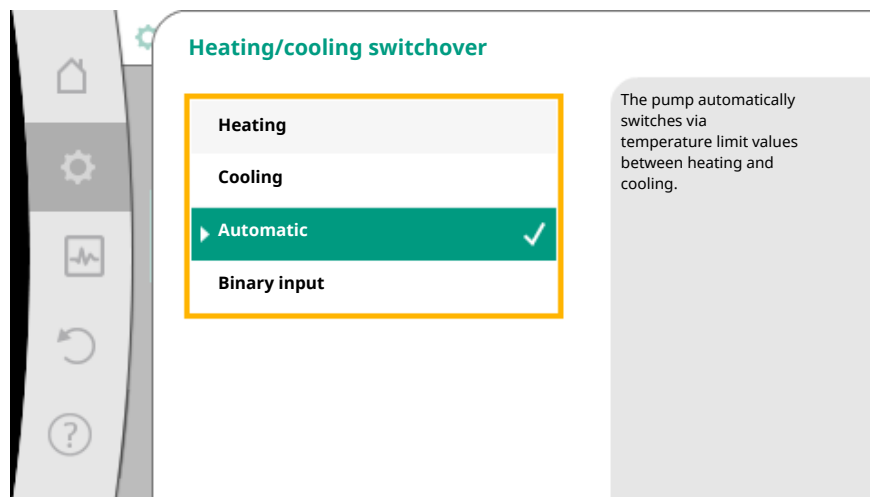 Heating/cooling switchover
Heating
Cooling
Automatic
Binary input
The pump automatically
switches via
temperature limit values
between heating and
cooling.
?